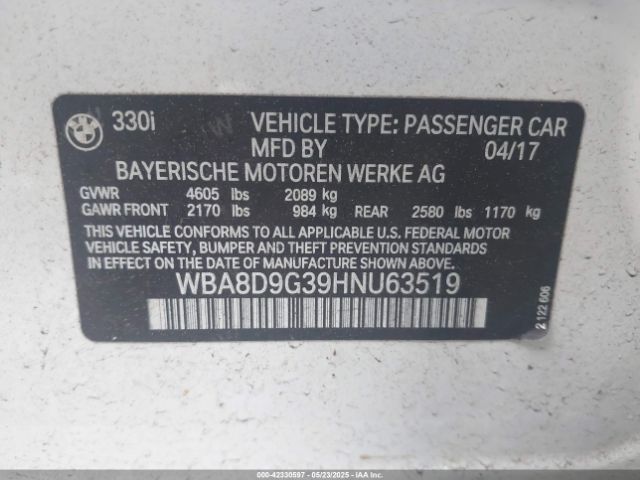 330i VEHICLE TYPE: PASSENGER CAR
MFD BY 04/17
BAYERISCHE MOTOREN WERKE AG
GVWR 4605 lbs 2089 kg
GAWR FRONT 2170 lbs 984 kg REAR 2580 lbs 1170 kg
THIS VEHICLE CONFORMS TO ALL APPLICABLE U.S. FEDERAL MOTOR
VEHICLE SAFETY, BUMPER AND THEFT PREVENTION STANDARDS
IN EFFECT ON THE DATE OF MANUFACTURE SHOWN ABOVE.
WBA8D9G39HNU63519
2 122 606
000-42330597 - 05/23/2025 - IAAI.COM